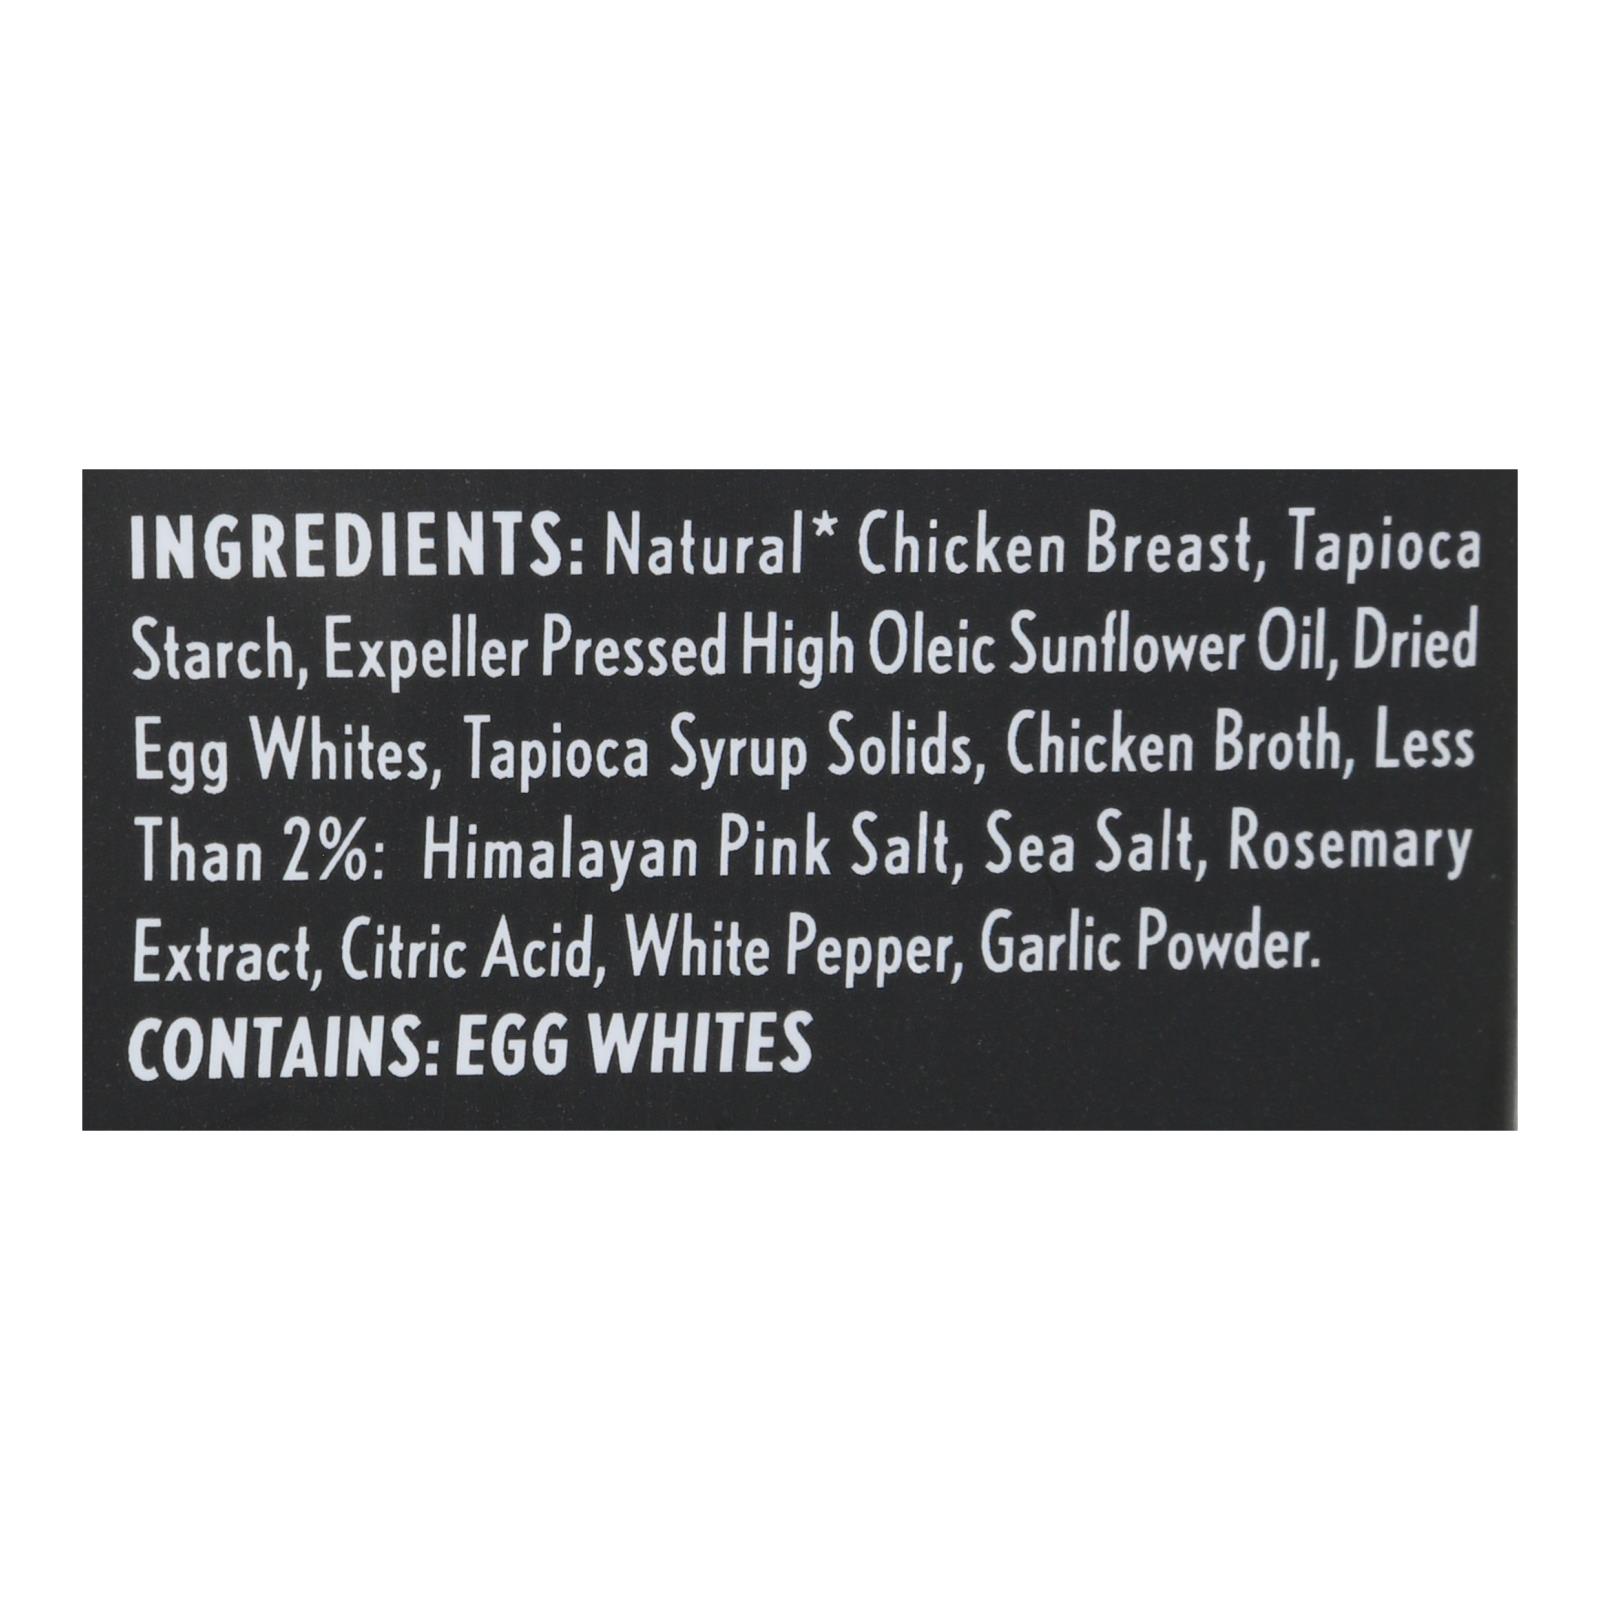 INGREDIENTS: Natural* Chicken Breast, Tapioca
Starch, Expeller Pressed High Oleic Sunflower Oil, Dried
Egg Whites, Tapioca Syrup Solids, Chicken Broth, Less
Than 2%: Himalayan Pink Salt, Sea Salt, Rosemary
Extract, Citric Acid, White Pepper, Garlic Powder.
CONTAINS: EGG WHITES